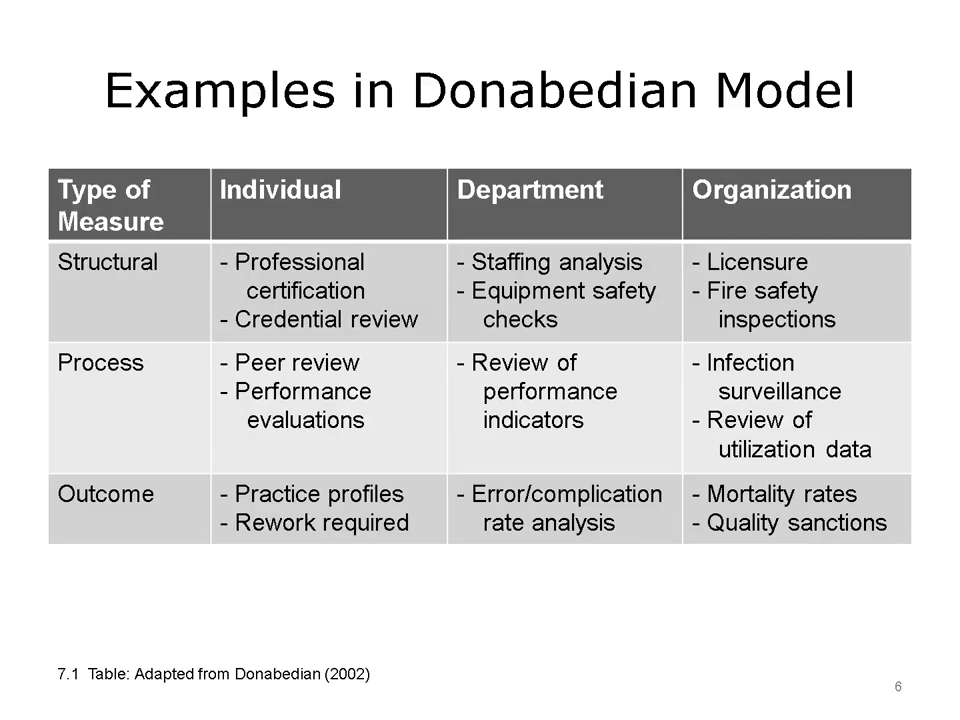 Examples in Donabedian Model
Type of
Measure
Individual
Department
Organization
Structural
- Professional
certification
- Credential review
- Staffing analysis
- Equipment safety
checks
- Licensure
- Fire safety
inspections
Process
- Peer review
- Performance
evaluations
- Review of
performance
indicators
- Infection
surveillance
- Review of
utilization data
Outcome
- Practice profiles
- Rework required
- Error/complication
rate analysis
- Mortality rates
- Quality sanctions
7.1 Table: Adapted from Donabedian (2002)
6